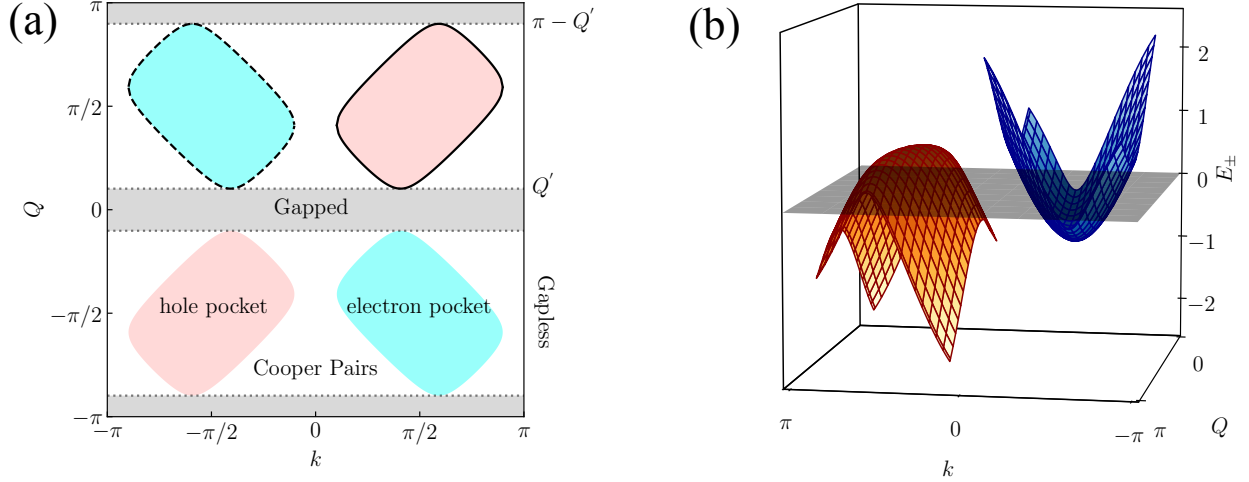 (a)
π
π − Q′
π/2
Q′
Q
0
Gapped
hole pocket
electron pocket
Gapless
−π/2
Cooper Pairs
−π
−π
−π/2
0
π/2
π
k
(b)
2
1
0
E±
−1
−2
0
π
0
−π
π
Q
k